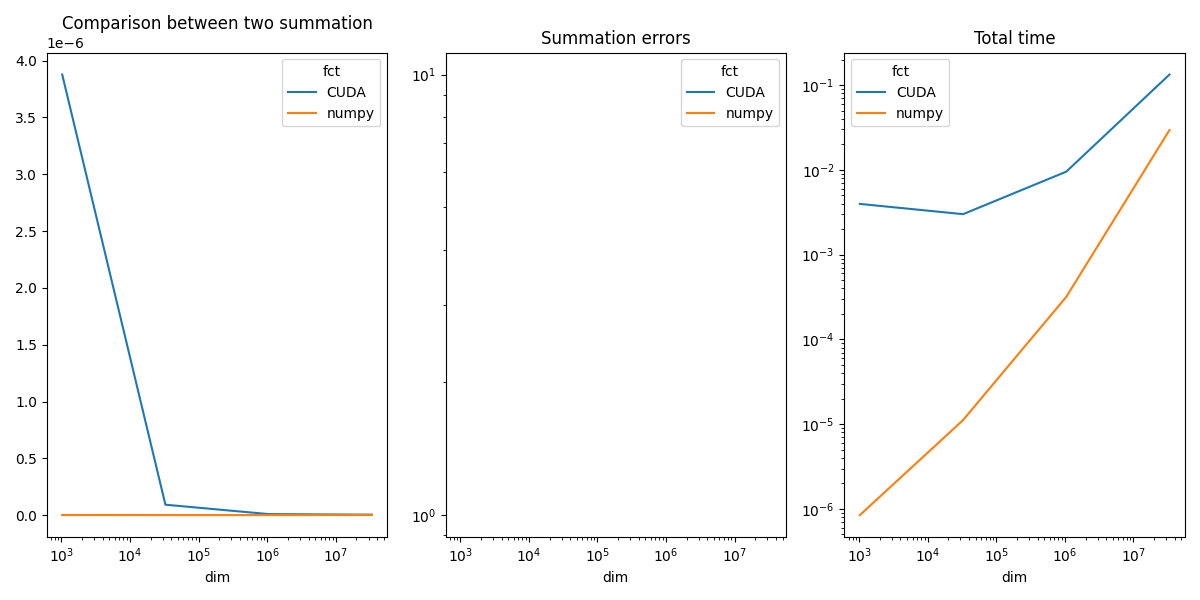 Comparison between two summation
1e−6
4.0
3.5
3.0
2.5
2.0
1.5
1.0
0.5
0.0
10³ 10⁴ 10⁵ 10⁶ 10⁷
dim
fct
CUDA
numpy
Summation errors
10¹
10⁰
10³ 10⁴ 10⁵ 10⁶ 10⁷
dim
fct
CUDA
numpy
Total time
10⁻¹
10⁻²
10⁻³
10⁻⁴
10⁻⁵
10⁻⁶
10³ 10⁴ 10⁵ 10⁶ 10⁷
dim
fct
CUDA
numpy